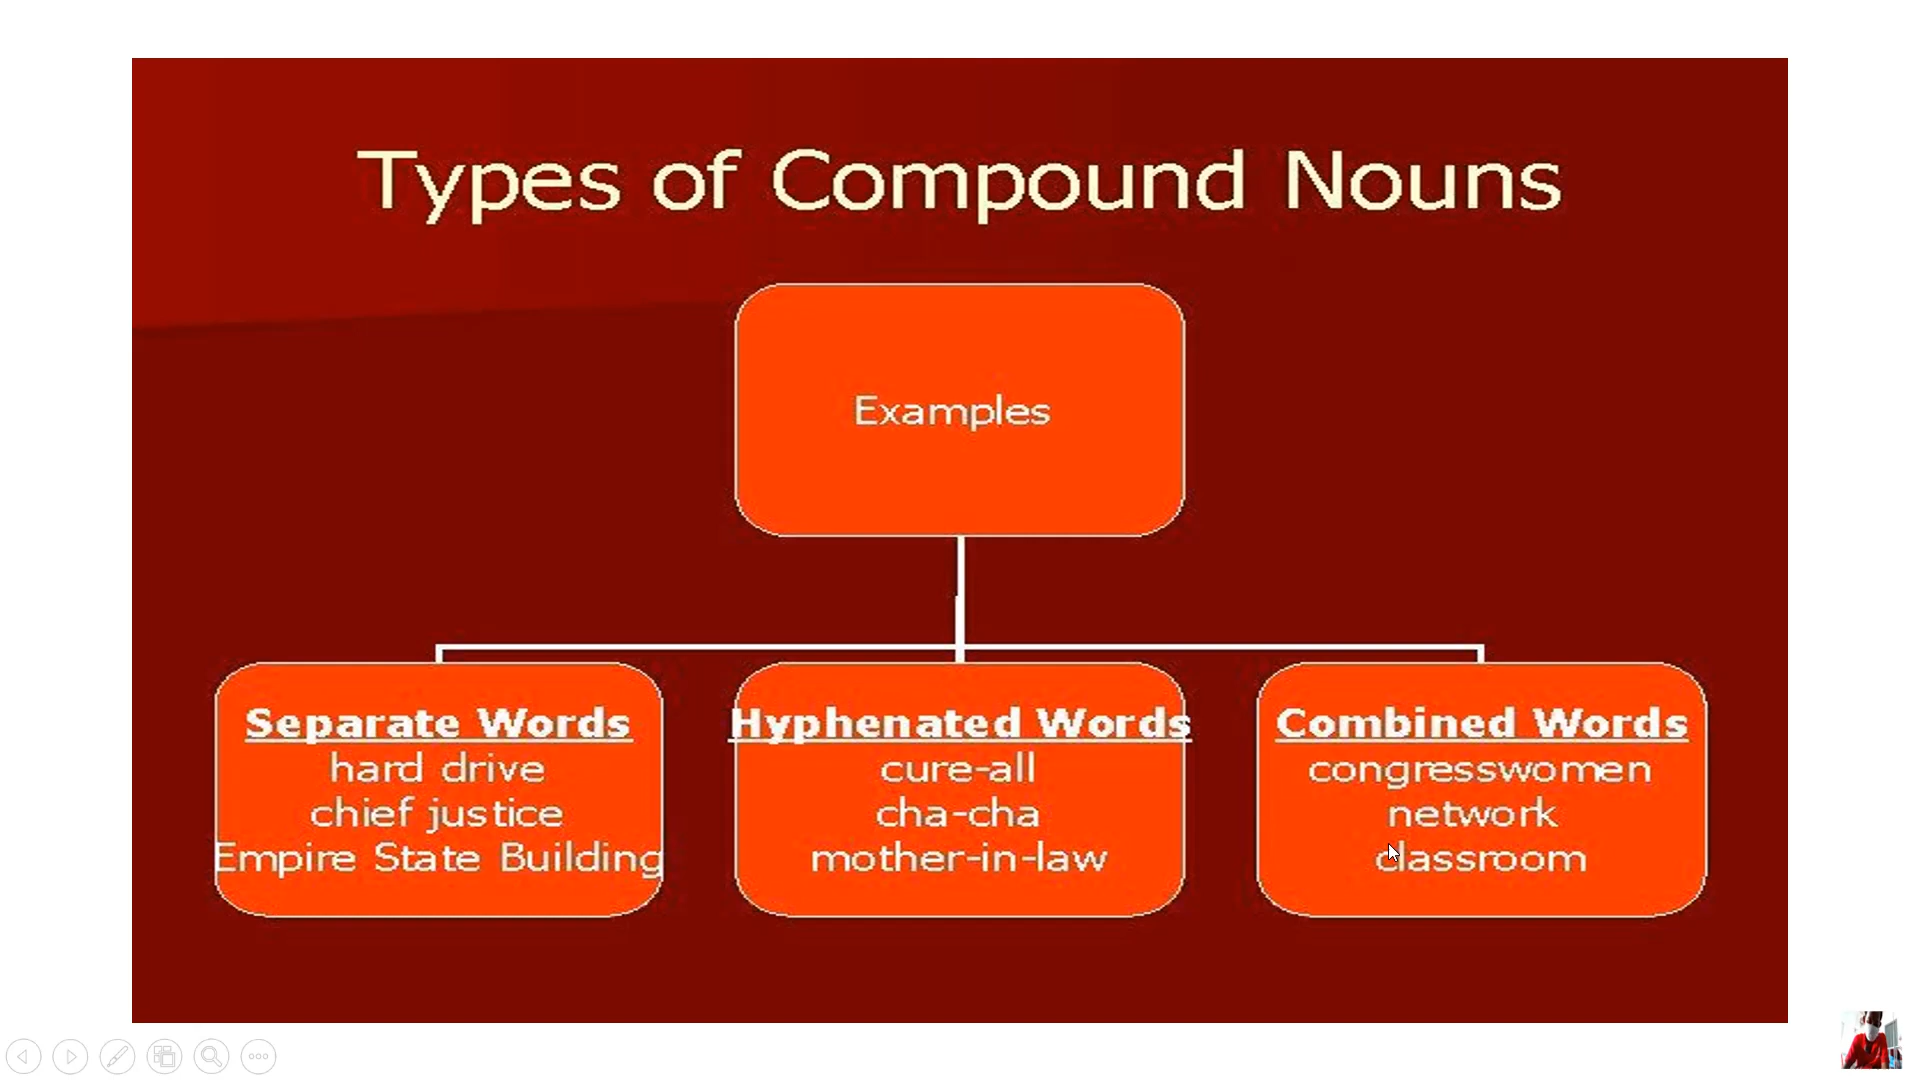 Types of Compound Nouns
Examples
Separate Words
hard drive
chief justice
Empire State Building
Hyphenated Words
cure-all
cha-cha
mother-in-law
Combined Words
congresswomen
network
classroom